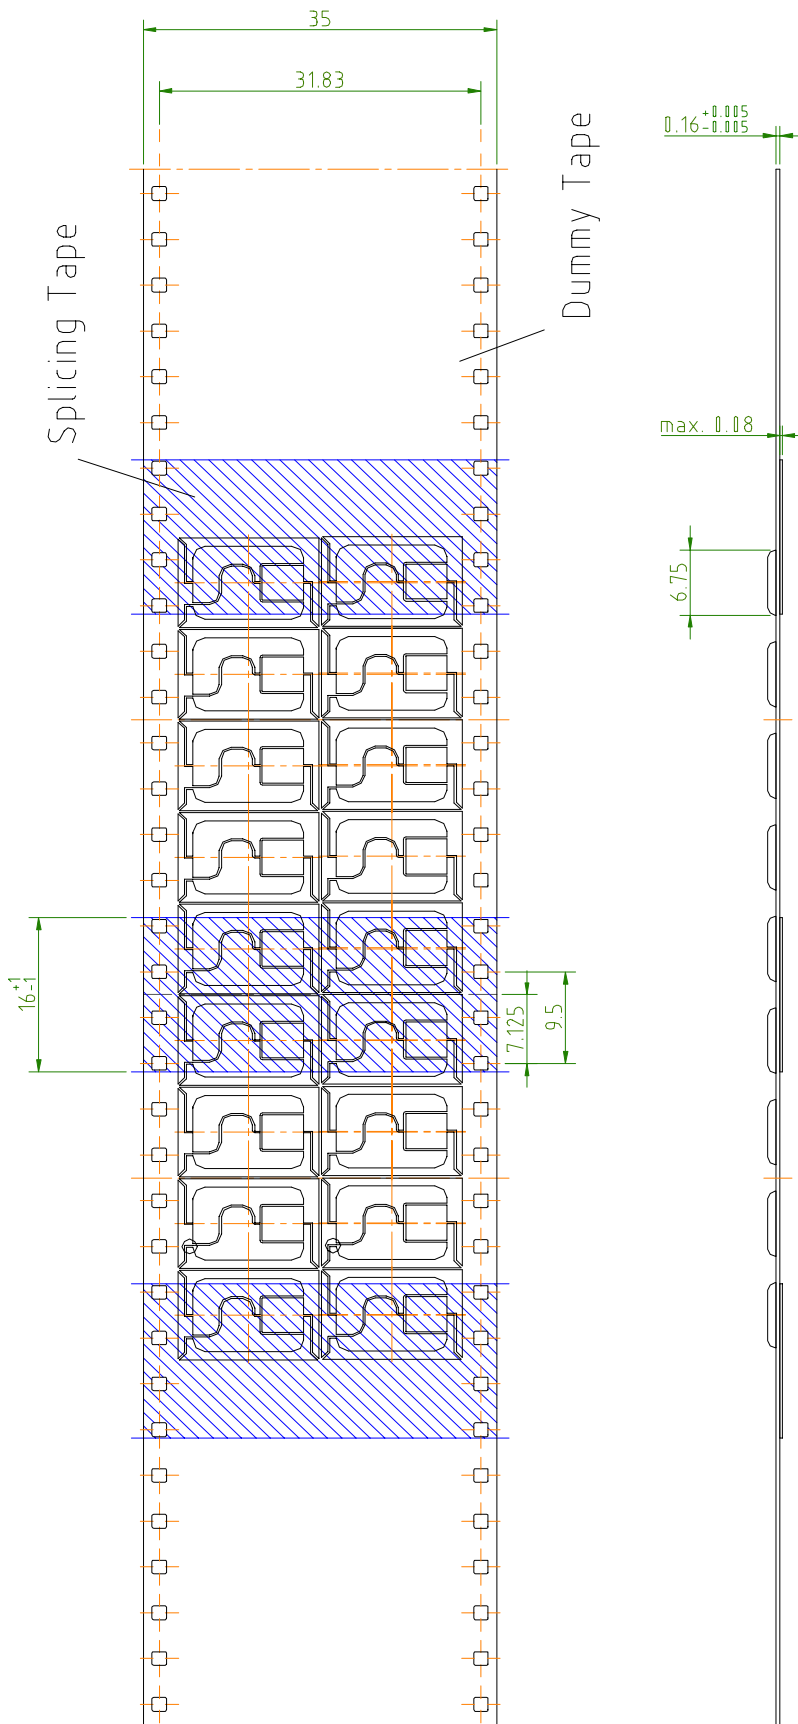 35
31.83
0.16 +0.005 -0.005
Dummy Tape
Splicing Tape
max. 0.08
6.75
16 +1 -1
7.125
9.5